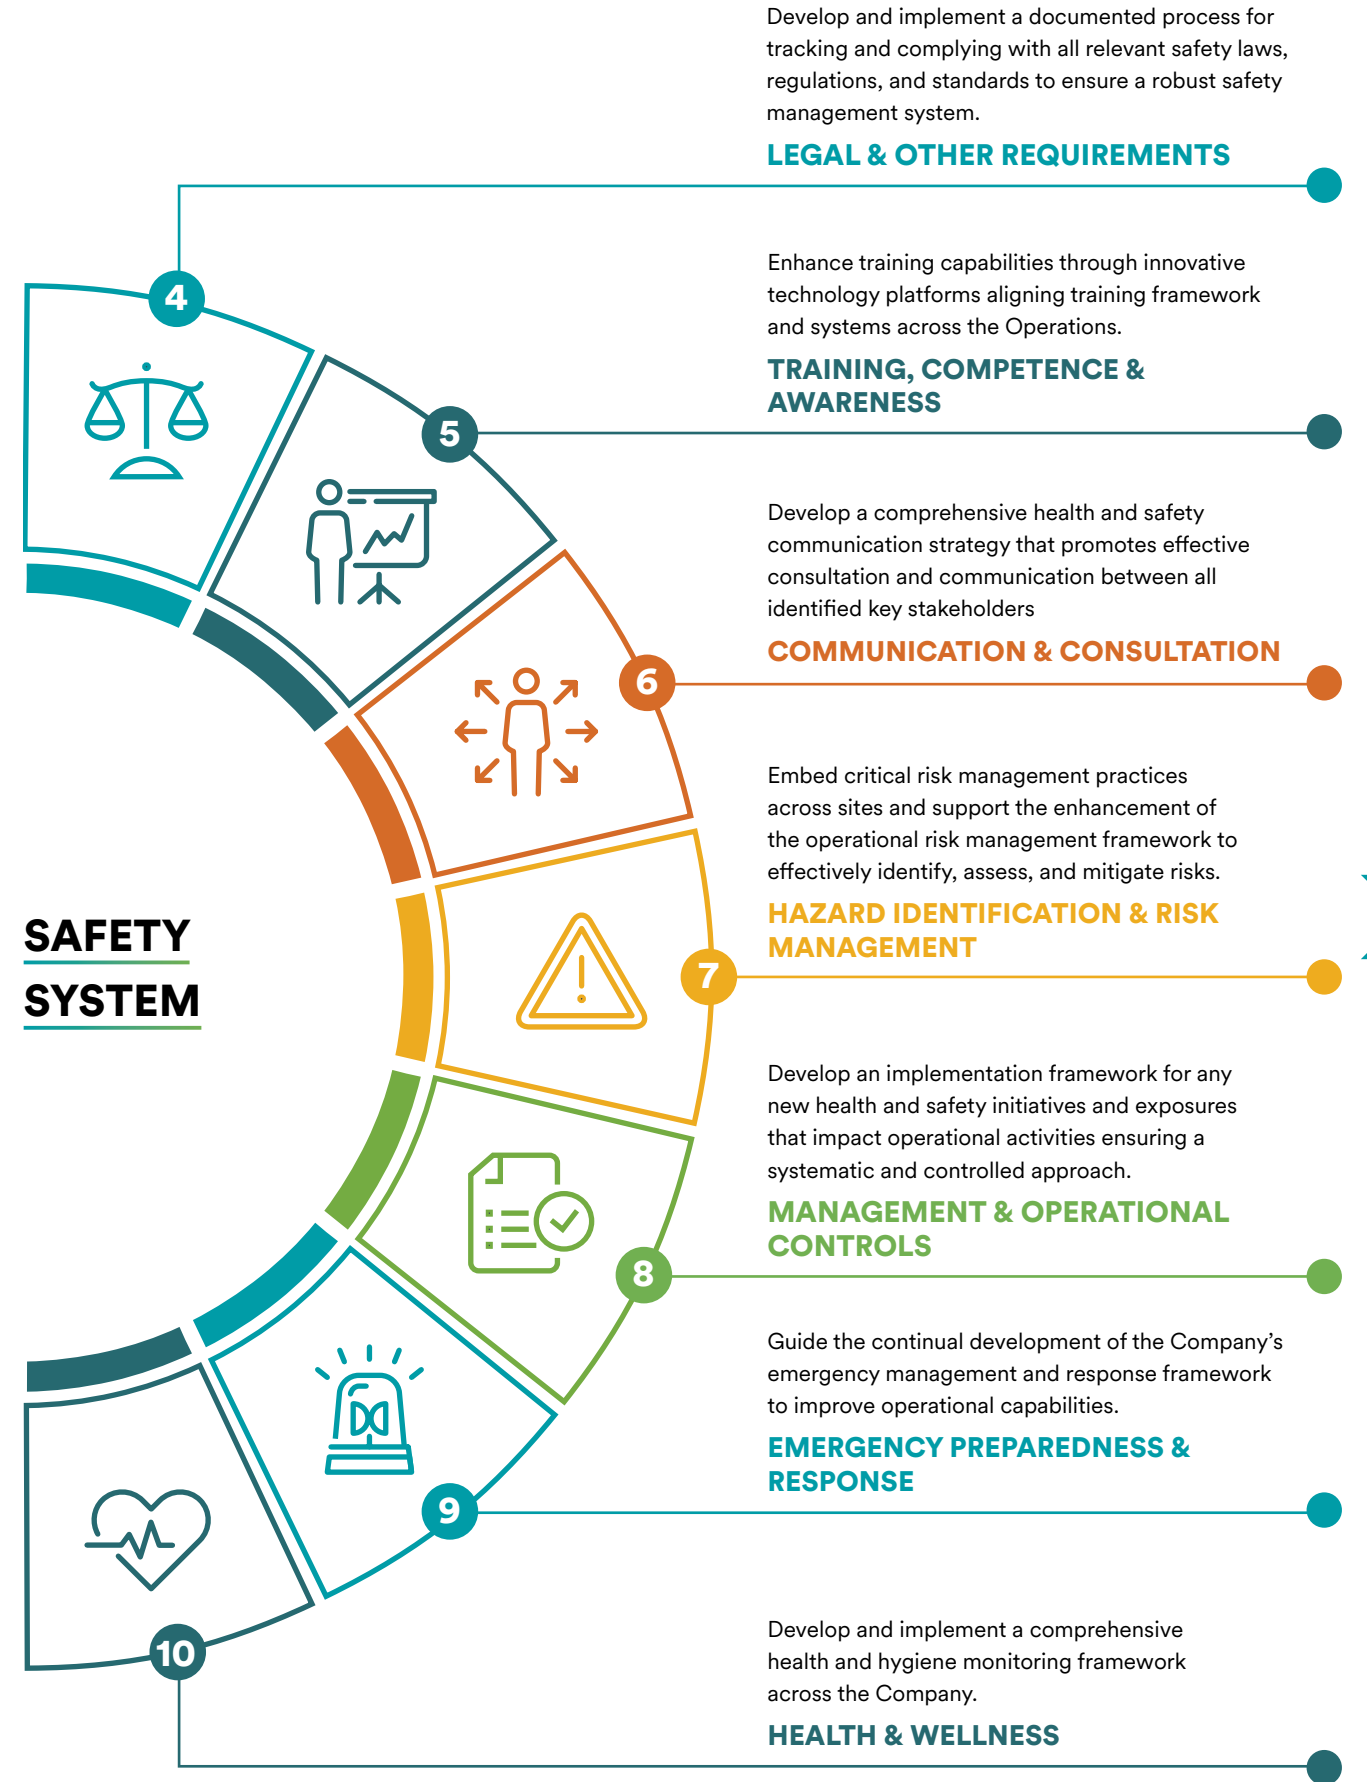 Develop and implement a documented process for
tracking and complying with all relevant safety laws,
regulations, and standards to ensure a robust safety
management system.
LEGAL & OTHER REQUIREMENTS
4
Enhance training capabilities through innovative
technology platforms aligning training framework
and systems across the Operations.
TRAINING, COMPETENCE &
AWARENESS
5
Develop a comprehensive health and safety
communication strategy that promotes effective
consultation and communication between all
identified key stakeholders
COMMUNICATION & CONSULTATION
6
Embed critical risk management practices
across sites and support the enhancement of
the operational risk management framework to
effectively identify, assess, and mitigate risks.
HAZARD IDENTIFICATION & RISK
MANAGEMENT
7
SAFETY
SYSTEM
Develop an implementation framework for any
new health and safety initiatives and exposures
that impact operational activities ensuring a
systematic and controlled approach.
MANAGEMENT & OPERATIONAL
CONTROLS
8
Guide the continual development of the Company’s
emergency management and response framework
to improve operational capabilities.
EMERGENCY PREPAREDNESS &
RESPONSE
9
Develop and implement a comprehensive
health and hygiene monitoring framework
across the Company.
HEALTH & WELLNESS
10